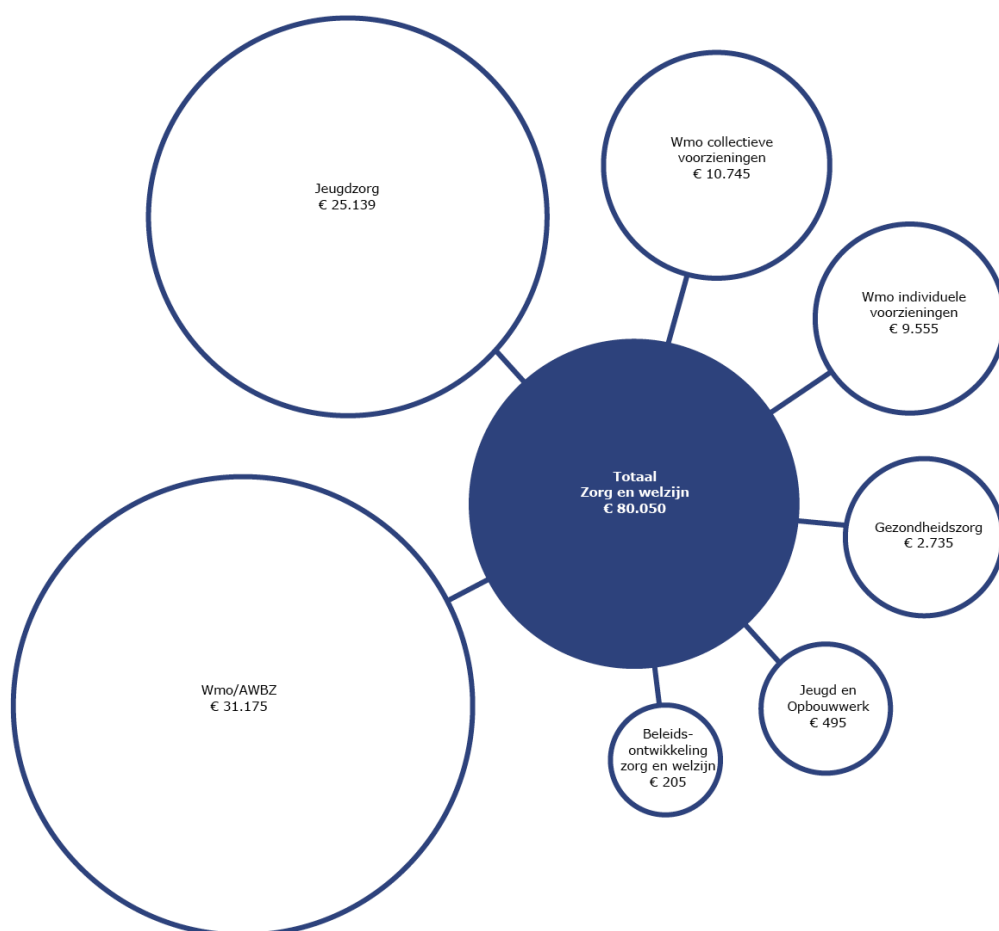 Wmo collectieve
voorzieningen
€ 10.745
Jeugdzorg
€ 25.139
Wmo individuele
voorzieningen
€ 9.555
Totaal
Zorg en welzijn
€ 80.050
Gezondheidszorg
€ 2.735
Wmo/AWBZ
€ 31.175
Jeugd en
Opbouwwerk
€ 495
Beleids-
ontwikkeling
zorg en welzijn
€ 205